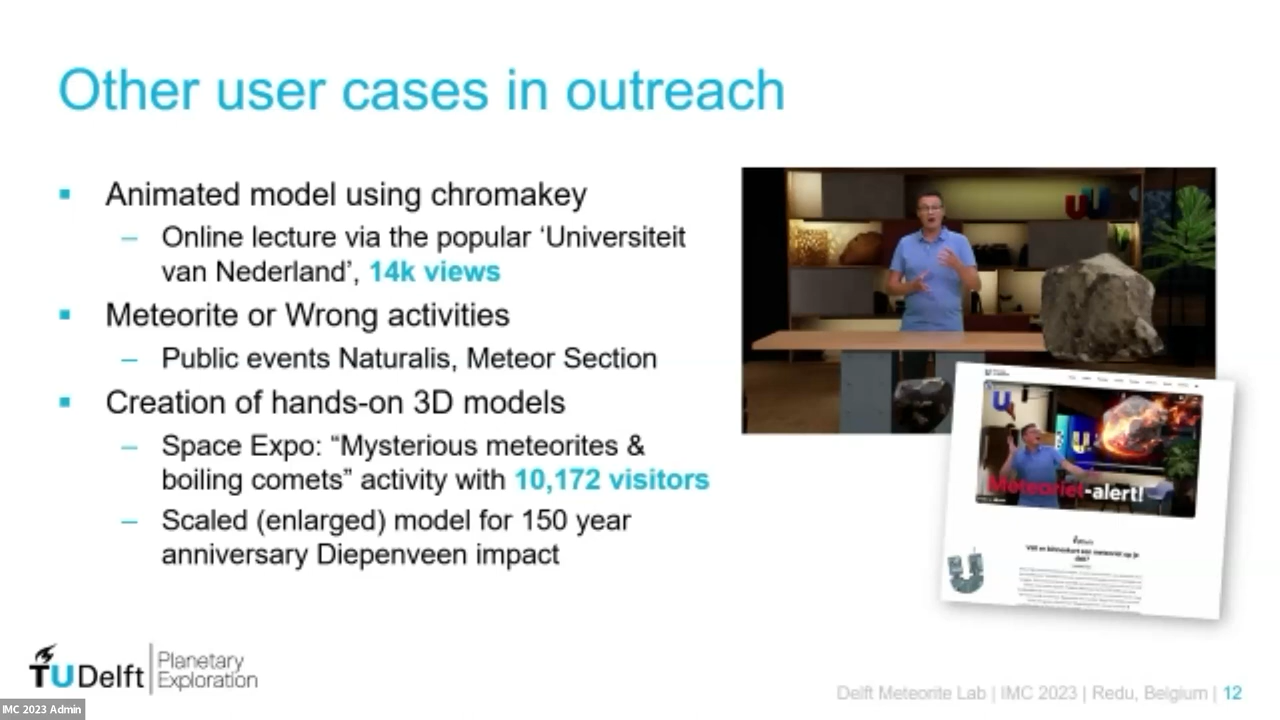 Other user cases in outreach
Animated model using chromakey
– Online lecture via the popular ‘Universiteit
van Nederland’, 14k views
Meteorite or Wrong activities
– Public events Naturalis, Meteor Section
Creation of hands-on 3D models
– Space Expo: “Mysterious meteorites &
boiling comets” activity with 10,172 visitors
– Scaled (enlarged) model for 150 year
anniversary Diepenveen impact
Meteoriet-alert!
TUDelft
Planetary
Exploration
Delft Meteorite Lab | IMC 2023 | Redu, Belgium | 12
IMC 2023 Admin